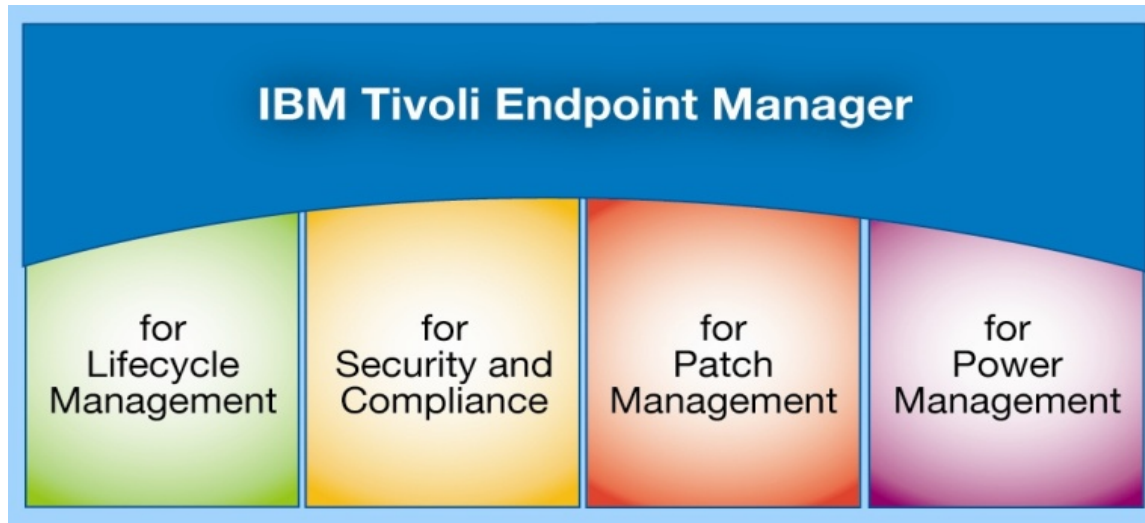 IBM Tivoli Endpoint Manager
for
Lifecycle
Management
for
Security and
Compliance
for
Patch
Management
for
Power
Management